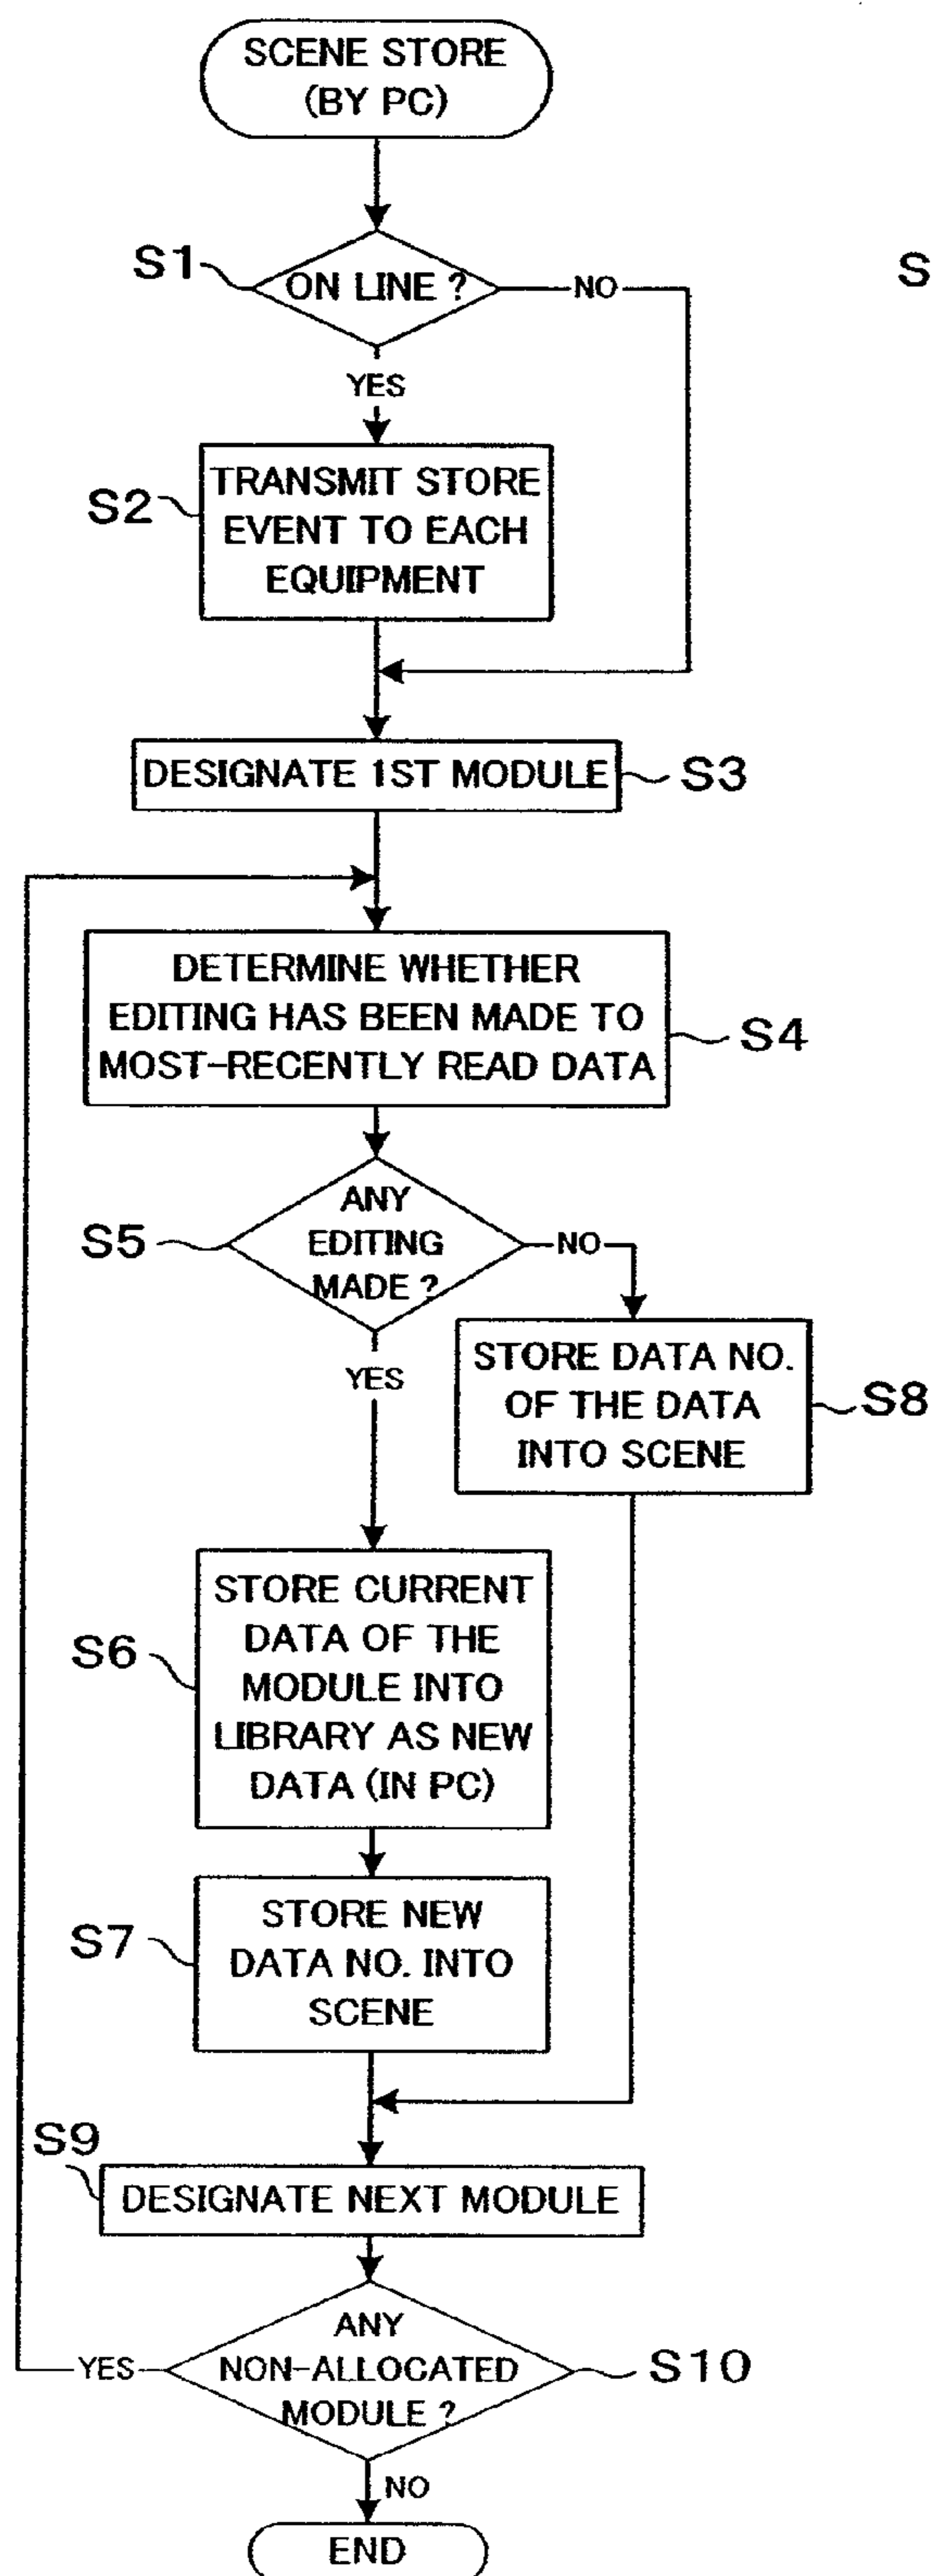 SCENE STORE
(BY PC)
S1
ON LINE ?
NO
S
YES
S2
TRANSMIT STORE
EVENT TO EACH
EQUIPMENT
DESIGNATE 1ST MODULE
S3
DETERMINE WHETHER
EDITING HAS BEEN MADE TO
MOST-RECENTLY READ DATA
S4
S5
ANY
EDITING
MADE ?
NO
YES
STORE DATA NO.
OF THE DATA
INTO SCENE
S8
S6
STORE CURRENT
DATA OF THE
MODULE INTO
LIBRARY AS NEW
DATA (IN PC)
S7
STORE NEW
DATA NO. INTO
SCENE
S9
DESIGNATE NEXT MODULE
ANY
NON-ALLOCATED
MODULE ?
YES
S10
NO
END